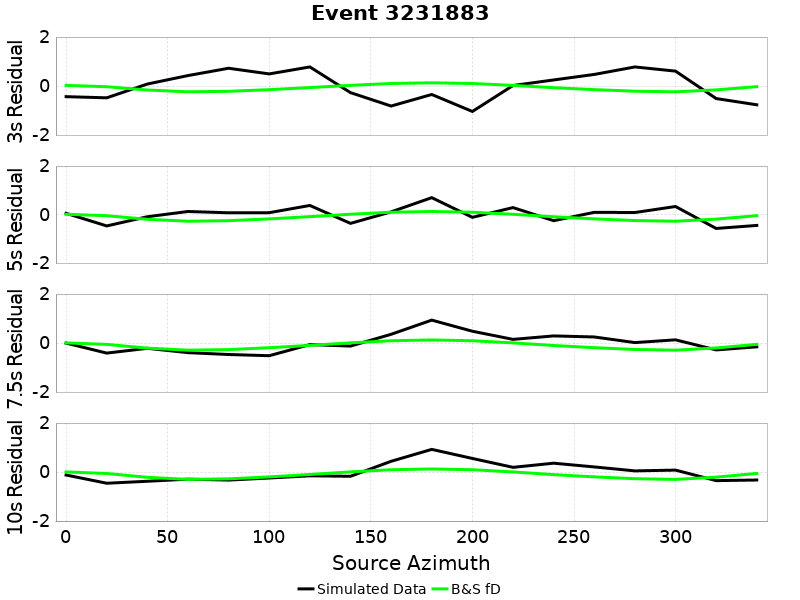 Event 3231883
3s Residual
2
0
-2
5s Residual
2
0
-2
7.5s Residual
2
0
-2
10s Residual
2
0
-2
0 50 100 150 200 250 300
Source Azimuth
Simulated Data B&S fD